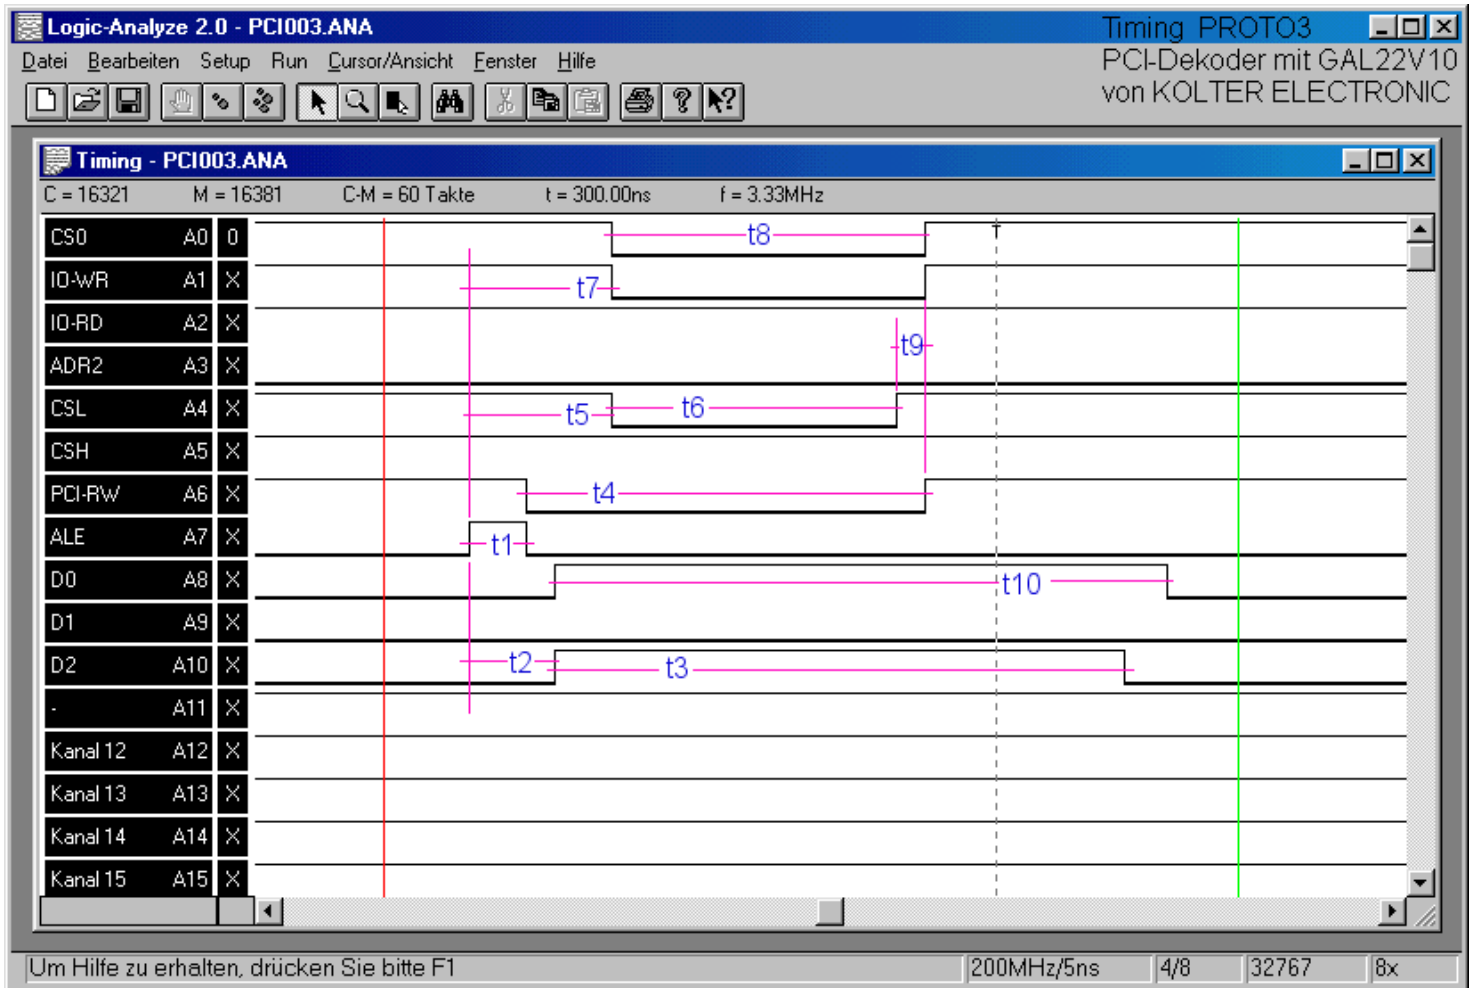 Logic-Analyze 2.0 - PCI003.ANA
Timing PROTO3
Datei Bearbeiten Setup Run Cursor/Ansicht Fenster Hilfe
PCI-Dekoder mit GAL22V10
von KOLTER ELECTRONIC
Timing - PCI003.ANA
C = 16321 M = 16381 C-M = 60 Takte t = 300.00ns f = 3.33MHz
CS0 A0 0 t8 T
IO-WR A1 X t7
IO-RD A2 X t9
ADR2 A3 X
CSL A4 X t5 t6
CSH A5 X
PCI-RW A6 X t4
ALE A7 X t1
D0 A8 X t10
D1 A9 X
D2 A10 X t2 t3
- A11 X
Kanal 12 A12 X
Kanal 13 A13 X
Kanal 14 A14 X
Kanal 15 A15 X
Um Hilfe zu erhalten, drücken Sie bitte F1 200MHz/5ns 4/8 32767 8x